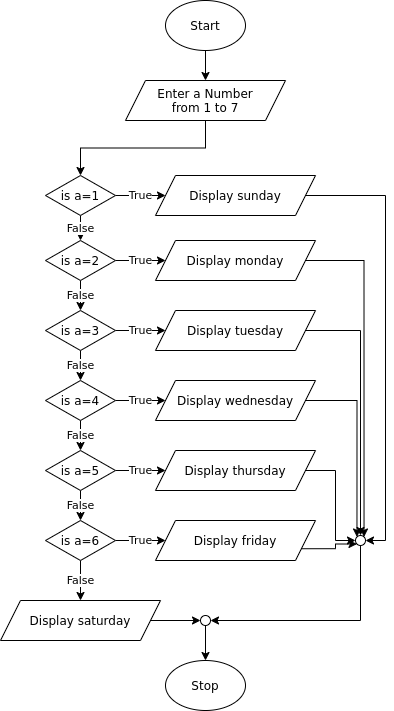 Start
Enter a Number
from 1 to 7
is a=1
True
Display sunday
False
is a=2
True
Display monday
False
is a=3
True
Display tuesday
False
is a=4
True
Display wednesday
False
is a=5
True
Display thursday
False
is a=6
True
Display friday
False
Display saturday
Stop